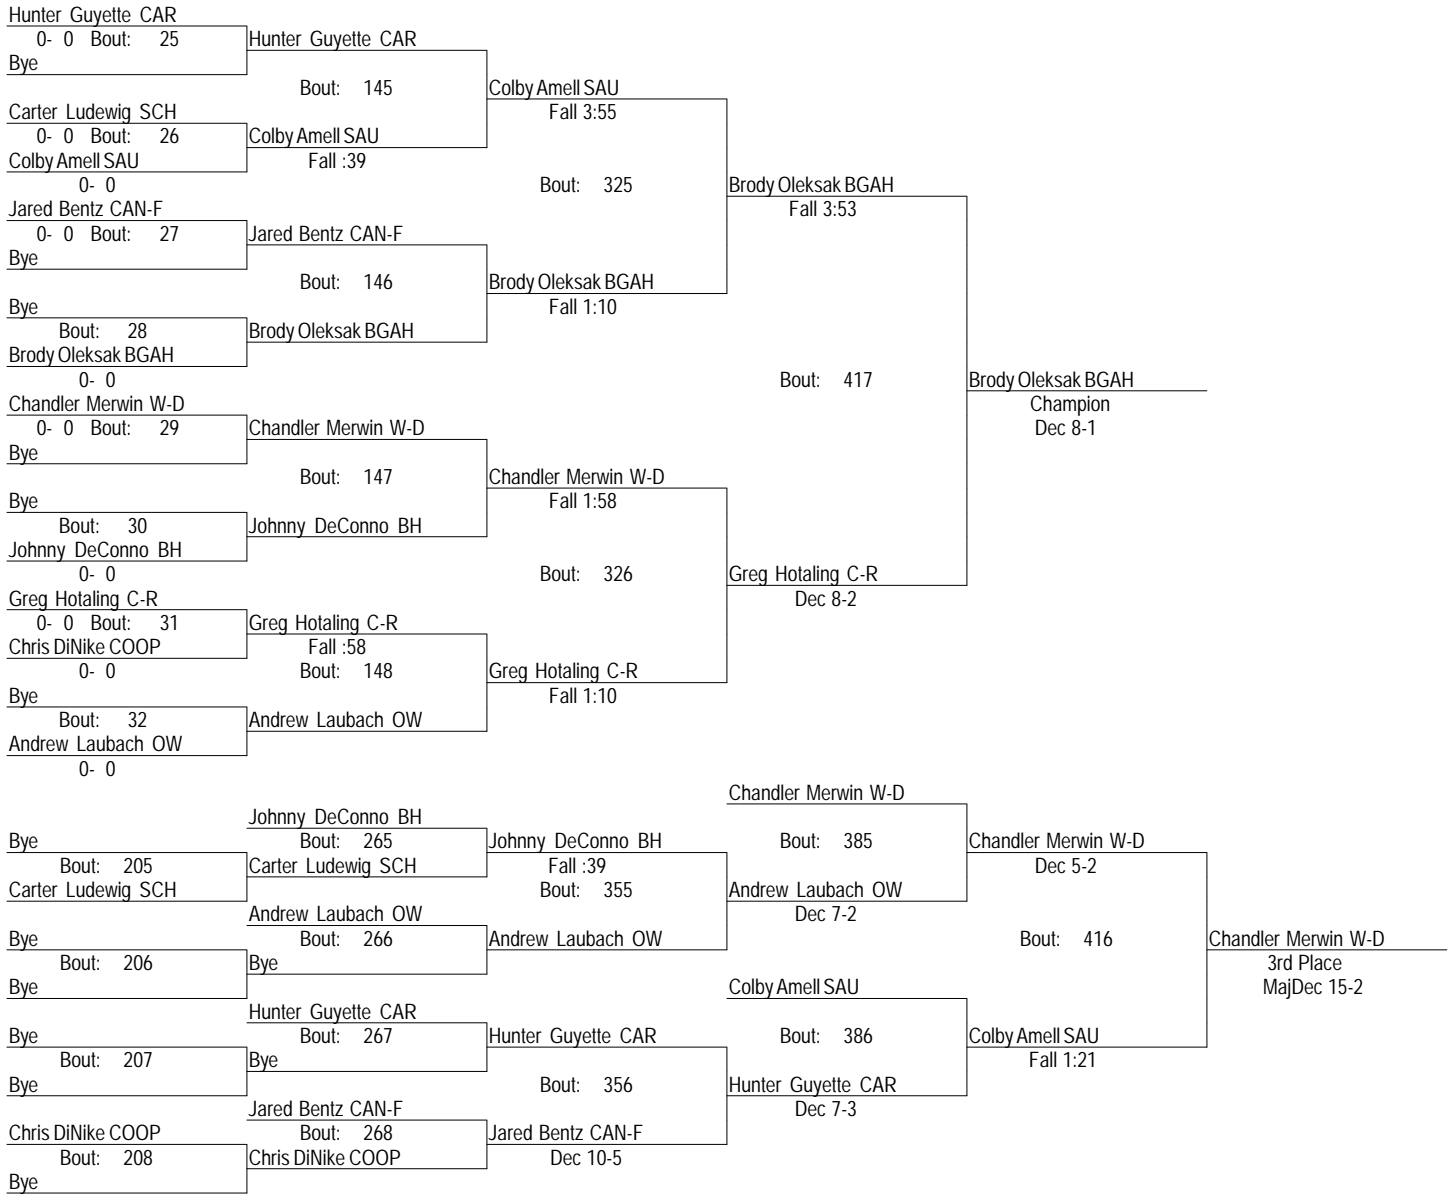 Hunter Guyette CAR
0- 0 Bout: 25 Hunter Guyette CAR
Bye
Bout: 145 Colby Amell SAU
Carter Ludewig SCH Fall 3:55
0- 0 Bout: 26 Colby Amell SAU
Colby Amell SAU Fall :39
0- 0 Bout: 325 Brody Oleksak BGAH
Jared Bentz CAN-F Fall 3:53
0- 0 Bout: 27 Jared Bentz CAN-F
Bye
Bout: 146 Brody Oleksak BGAH
Bye Fall 1:10
Bout: 28 Brody Oleksak BGAH
Brody Oleksak BGAH
0- 0 Bout: 417 Brody Oleksak BGAH
Chandler Merwin W-D Champion
0- 0 Bout: 29 Chandler Merwin W-D Dec 8-1
Bye
Bout: 147 Chandler Merwin W-D
Bye Fall 1:58
Bout: 30 Johnny DeConno BH
Johnny DeConno BH
0- 0 Bout: 326 Greg Hotaling C-R
Greg Hotaling C-R Dec 8-2
0- 0 Bout: 31 Greg Hotaling C-R
Chris DiNike COOP Fall :58
0- 0 Bout: 148 Greg Hotaling C-R
Bye Fall 1:10
Bout: 32 Andrew Laubach OW
Andrew Laubach OW
0- 0
Chandler Merwin W-D
Johnny DeConno BH
Bye Bout: 265 Johnny DeConno BH Bout: 385 Chandler Merwin W-D
Bout: 205 Carter Ludewig SCH Fall :39 Dec 5-2
Carter Ludewig SCH Bout: 355 Andrew Laubach OW
Andrew Laubach OW Dec 7-2
Bye Bout: 266 Andrew Laubach OW Bout: 416 Chandler Merwin W-D
Bout: 206 Bye 3rd Place
Bye Colby Amell SAU MajDec 15-2
Hunter Guyette CAR
Bye Bout: 267 Hunter Guyette CAR Bout: 386 Colby Amell SAU
Bout: 207 Bye Fall 1:21
Bye Bout: 356 Hunter Guyette CAR
Jared Bentz CAN-F Dec 7-3
Chris DiNike COOP Bout: 268 Jared Bentz CAN-F
Bout: 208 Chris DiNike COOP Dec 10-5
Bye